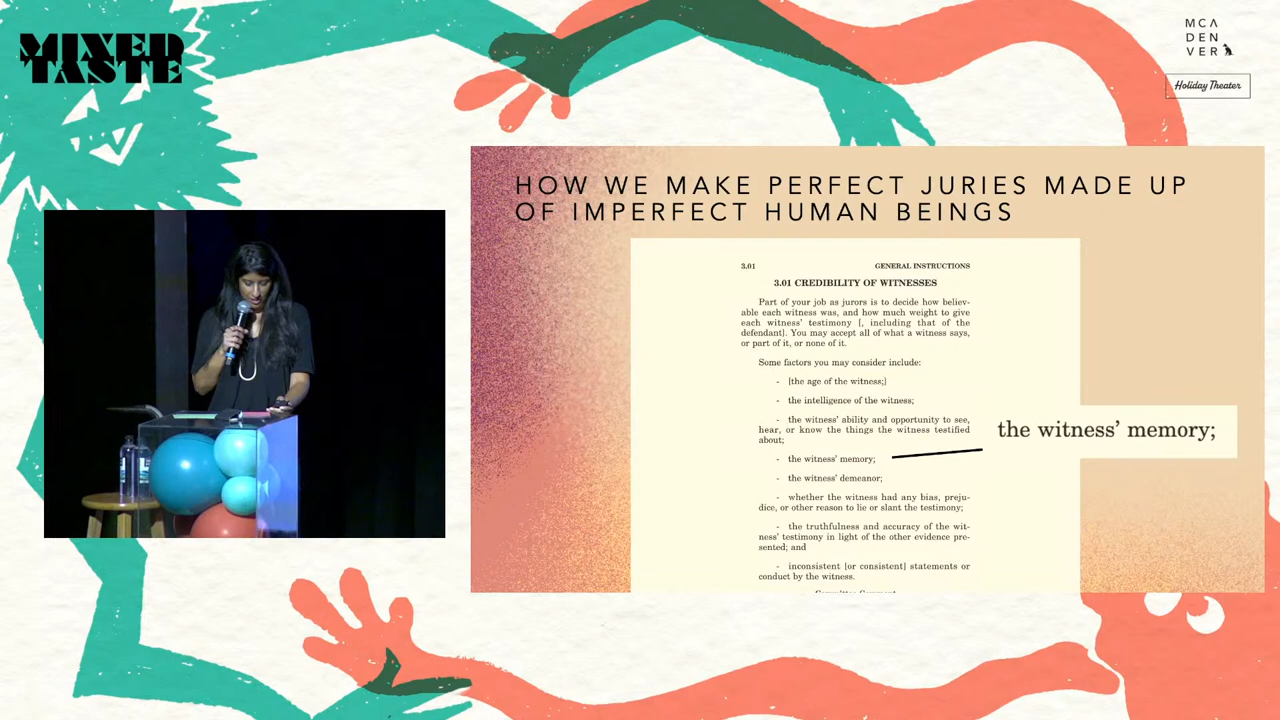 MIXED
TASTE
MCA
DEN
VER
Holiday Theater
HOW WE MAKE PERFECT JURIES MADE UP
OF IMPERFECT HUMAN BEINGS
3.01 GENERAL INSTRUCTIONS
3.01 CREDIBILITY OF WITNESSES
Part of your job as jurors is to decide how believ-
able each witness was, and how much weight to give
each witness' testimony [, including that of the
defendant]. You may accept all of what a witness says,
or part of it, or none of it.
Some factors you may consider include:
- [the age of the witness;]
- the intelligence of the witness;
- the witness' ability and opportunity to see,
hear, or know the things the witness testified
about;
- the witness' memory;
the witness' memory;
- the witness' demeanor;
- whether the witness had any bias, preju-
dice, or other reason to lie or slant the testimony;
- the truthfulness and accuracy of the wit-
ness' testimony in light of the other evidence pre-
sented; and
- inconsistent [or consistent] statements or
conduct by the witness.